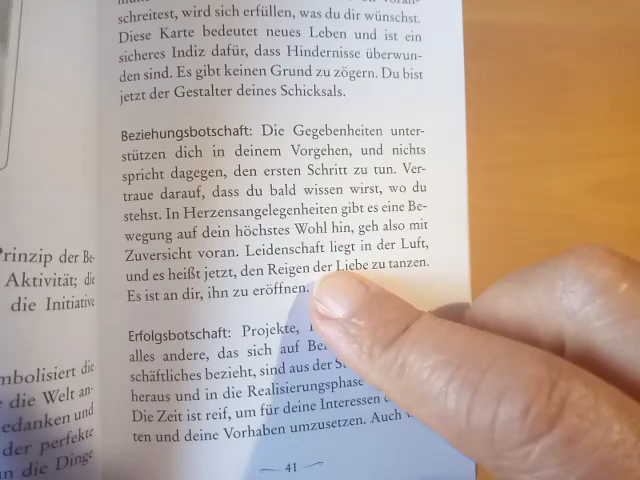 schreitest, wird sich erfüllen, was du dir wünschst.
Diese Karte bedeutet neues Leben und ist ein
sicheres Indiz dafür, dass Hindernisse überwun-
den sind. Es gibt keinen Grund zu zögern. Du bist
jetzt der Gestalter deines Schicksals.
Beziehungsbotschaft: Die Gegebenheiten unter-
stützen dich in deinem Vorgehen, und nichts
spricht dagegen, den ersten Schritt zu tun. Ver-
traue darauf, dass du bald wissen wirst, wo du
stehst. In Herzensangelegenheiten gibt es eine Be-
wegung auf dein höchstes Wohl hin, geh also mit
Zuversicht voran. Leidenschaft liegt in der Luft,
und es heißt jetzt, den Reigen der Liebe zu tanzen.
Es ist an dir, ihn zu eröffnen.
Erfolgsbotschaft: Projekte,
alles andere, das sich auf
schäftliches bezieht, sind aus der
heraus und in die Realisierungsphase
Die Zeit ist reif, um für deine Interessen
ten und deine Vorhaben umzusetzen. Auch
41
Prinzip der Be-
Aktivität; die
die Initiative
die
die Welt an-
und
der perfekte
die Dinge